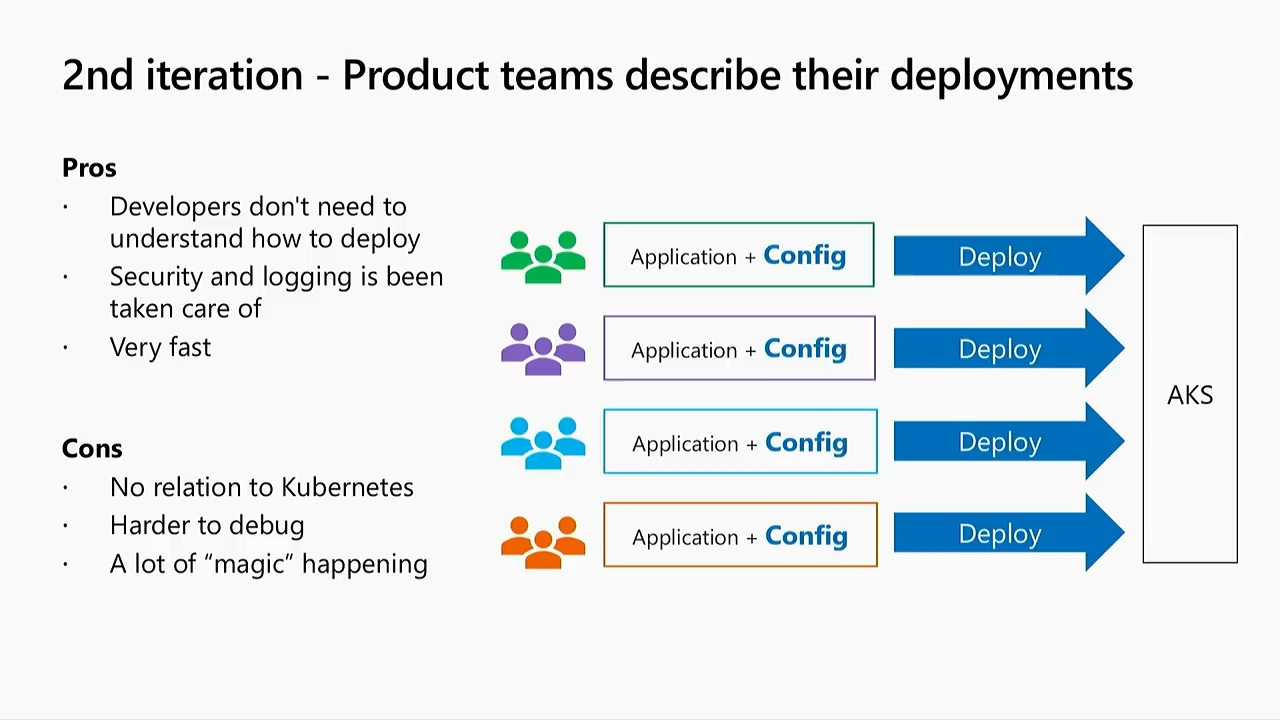 2nd iteration - Product teams describe their deployments
Pros
· Developers don't need to
understand how to deploy
· Security and logging is been
taken care of
· Very fast
Cons
· No relation to Kubernetes
· Harder to debug
· A lot of “magic” happening
Application + Config
Deploy
Application + Config
Deploy
Application + Config
Deploy
Application + Config
Deploy
AKS